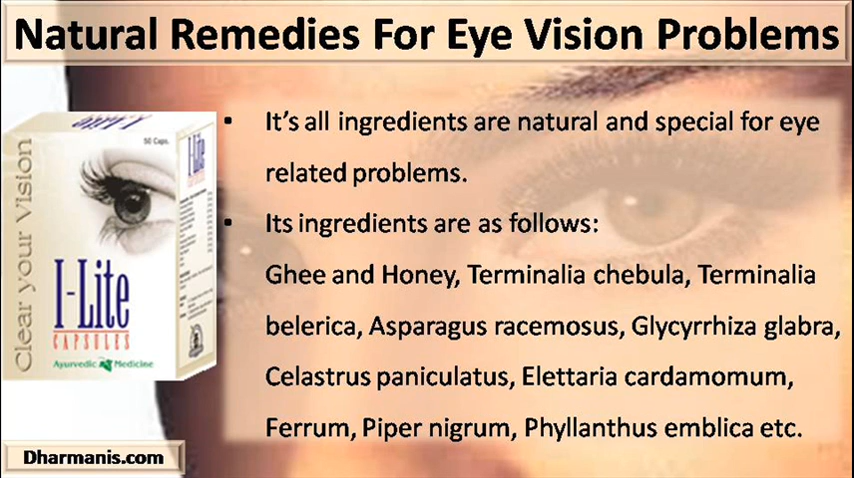 Natural Remedies For Eye Vision Problems
It's all ingredients are natural and special for eye
related problems.
Its ingredients are as follows:
Ghee and Honey, Terminalia chebula, Terminalia
belerica, Asparagus racemosus, Glycyrrhiza glabra,
Celastrus paniculatus, Elettaria cardamomum,
Ferrum, Piper nigrum, Phyllanthus emblica etc.
I-Lite
50 Caps.
I-Lite
Clear your vision
I-Lite
CAPSULES
Ayurvedic Medicine
Dharmanis.com